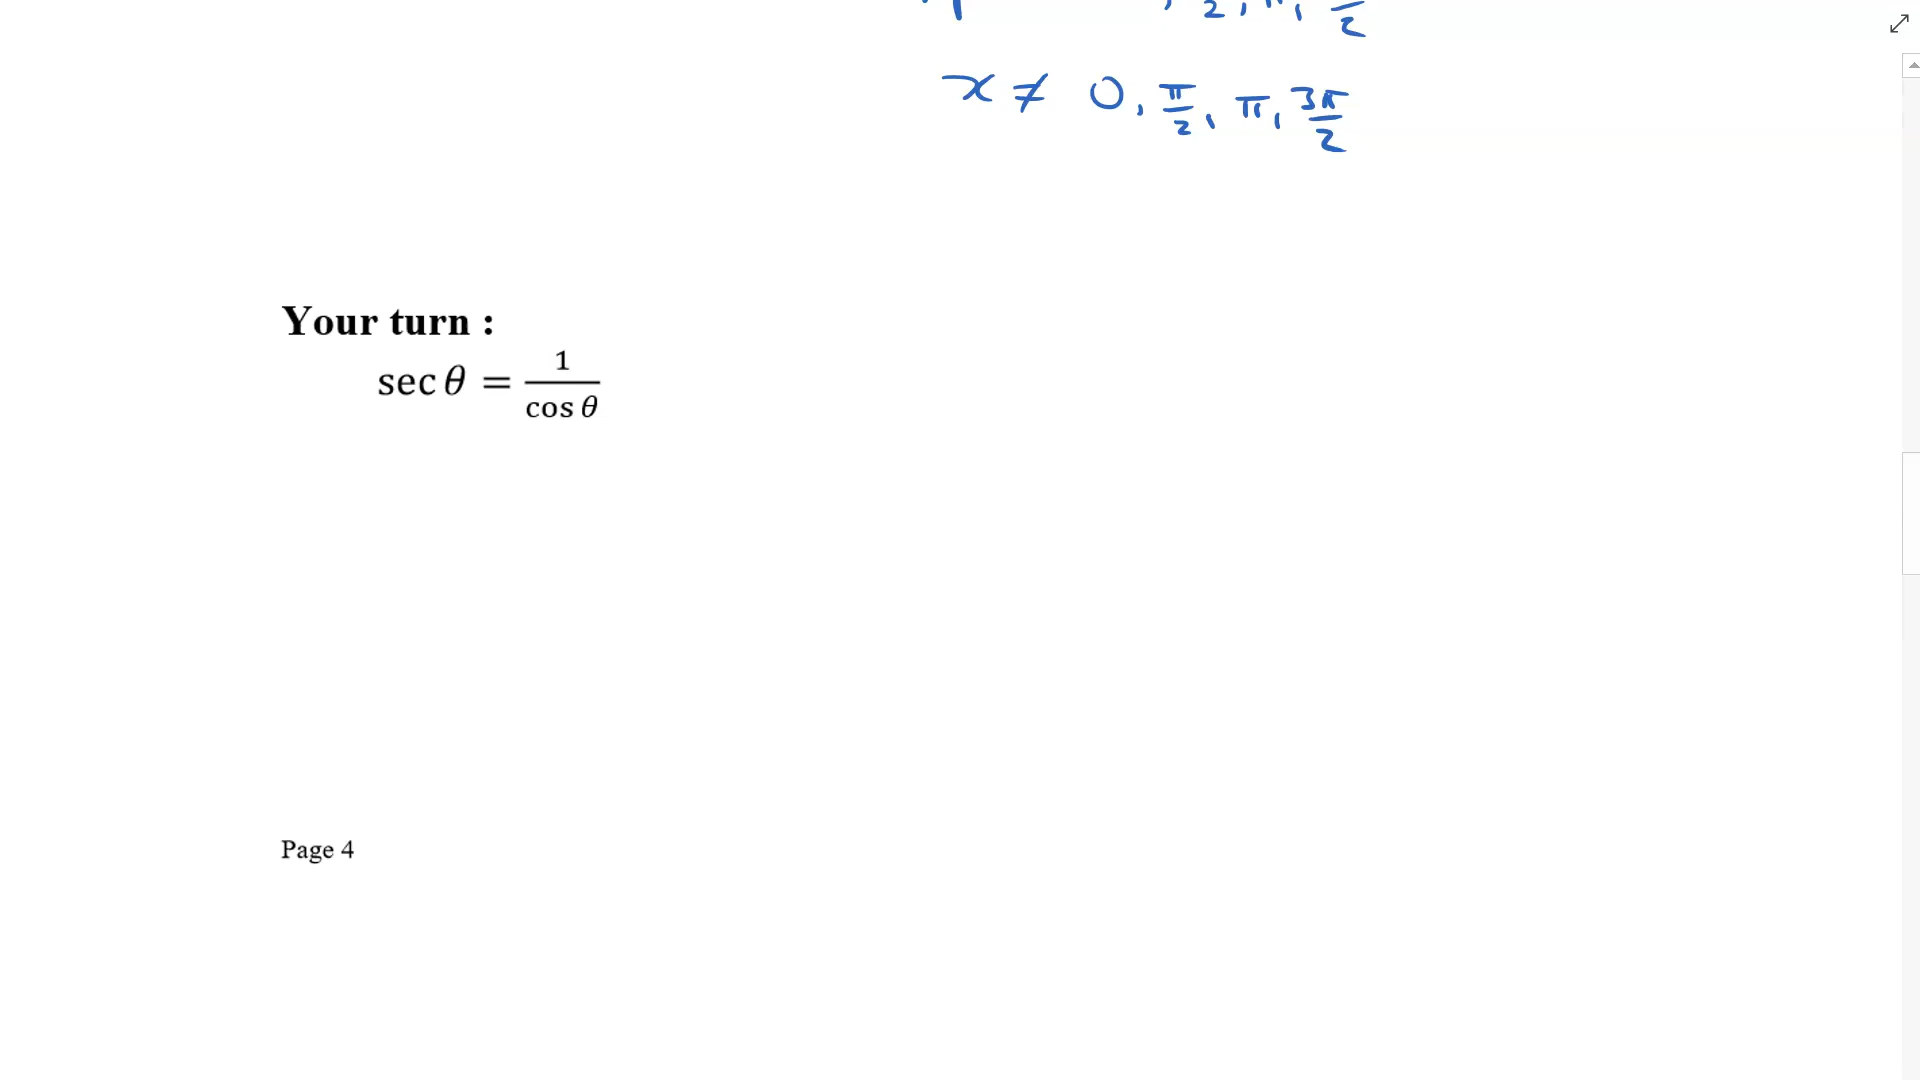 x ≠ 0, π/2, π, 3π/2
Your turn :
sec θ = 1/cos θ
Page 4